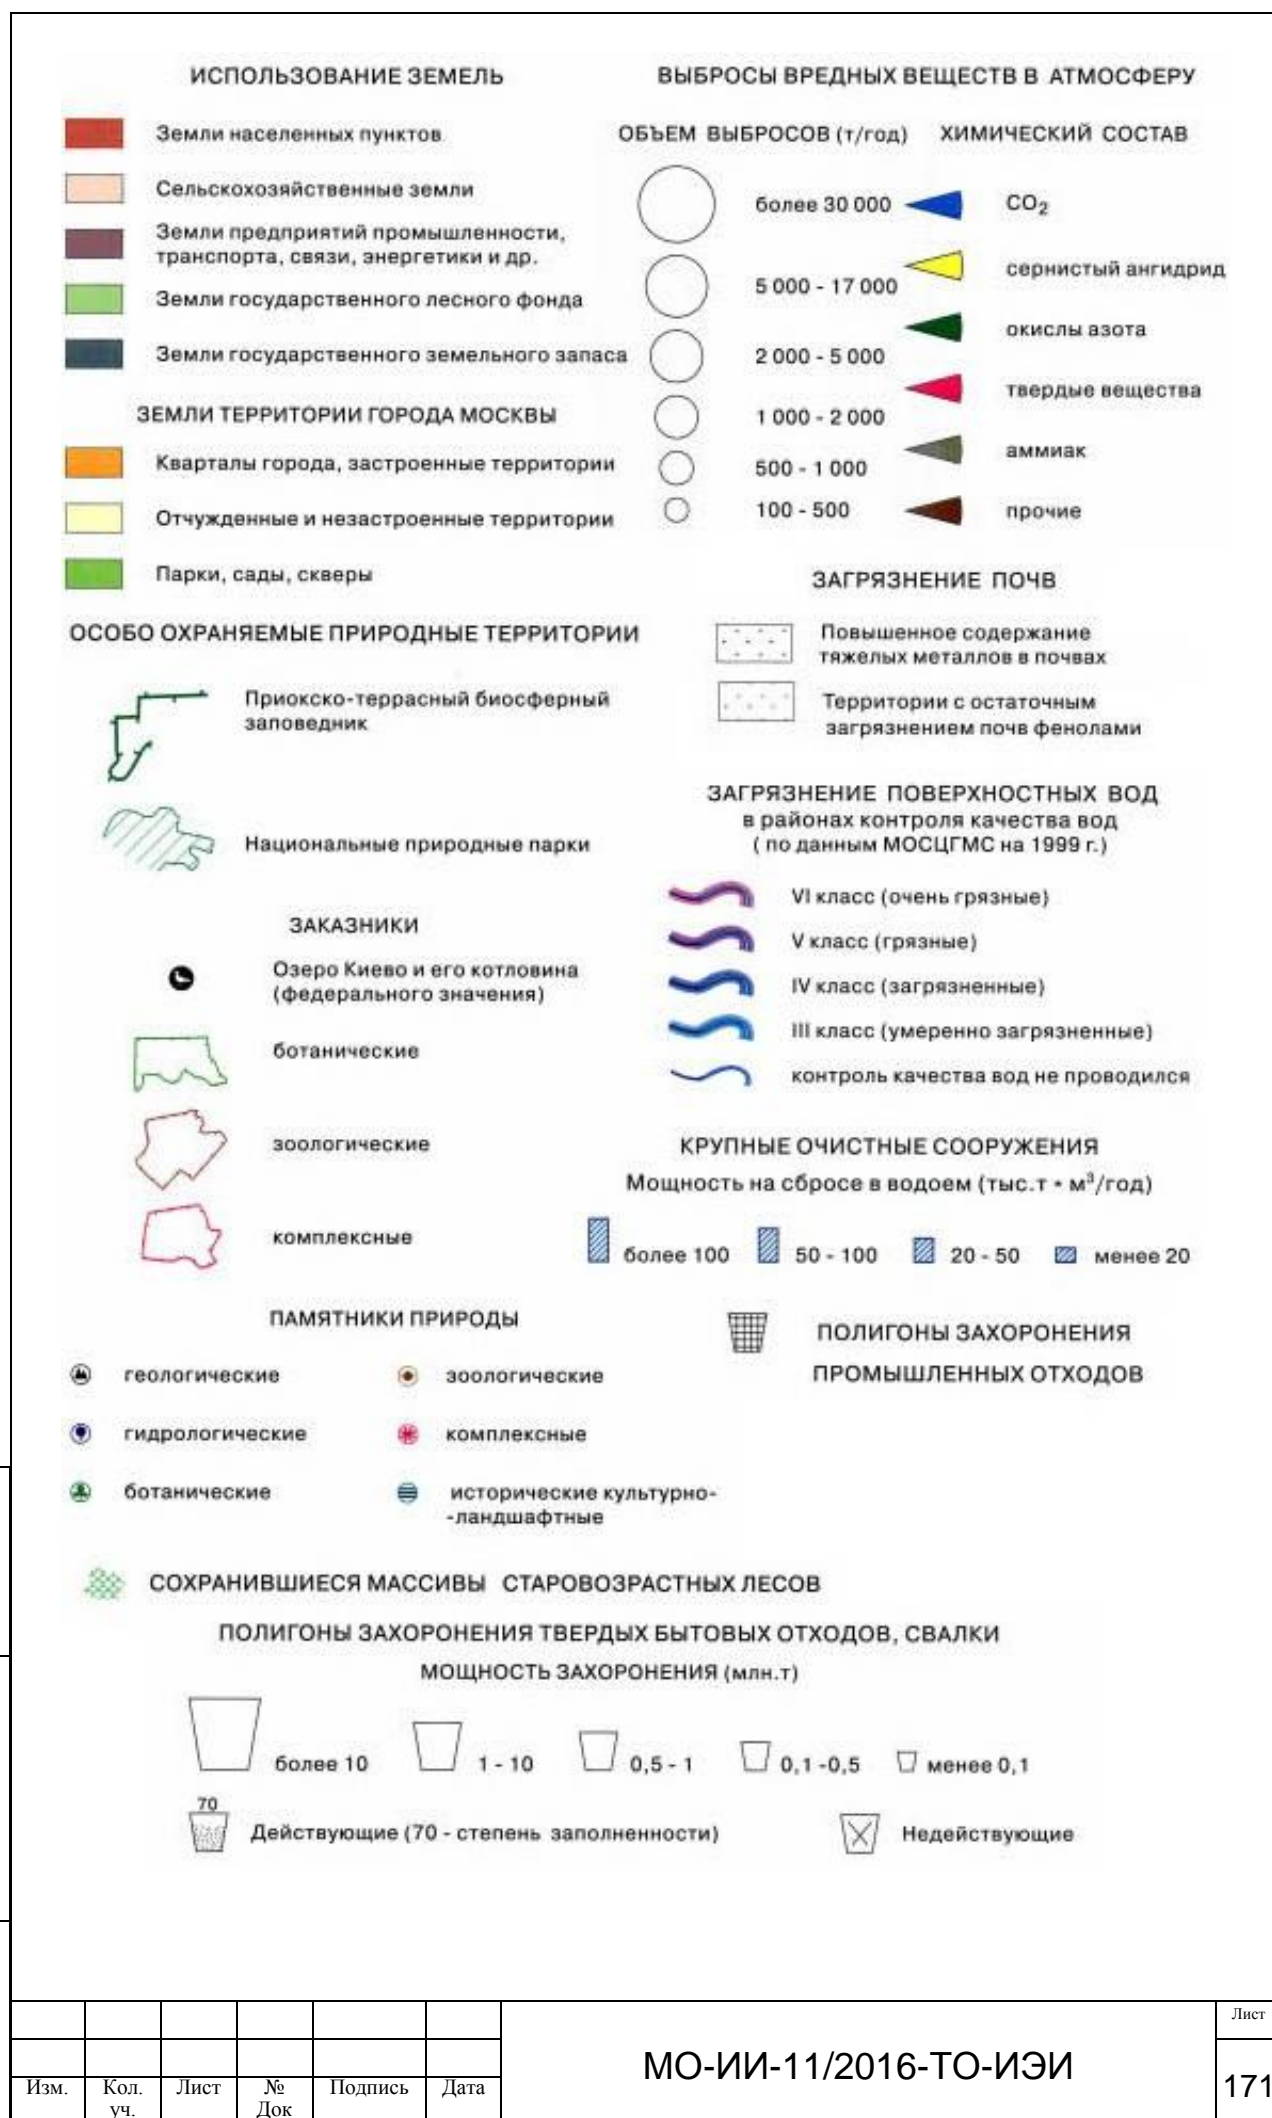 ИСПОЛЬЗОВАНИЕ ЗЕМЕЛЬ
Земли населенных пунктов
Сельскохозяйственные земли
Земли предприятий промышленности,
транспорта, связи, энергетики и др.
Земли государственного лесного фонда
Земли государственного земельного запаса
ЗЕМЛИ ТЕРРИТОРИИ ГОРОДА МОСКВЫ
Кварталы города, застроенные территории
Отчужденные и незастроенные территории
Парки, сады, скверы
ОСОБО ОХРАНЯЕМЫЕ ПРИРОДНЫЕ ТЕРРИТОРИИ
Приокско-террасный биосферный
заповедник
Национальные природные парки
ЗАКАЗНИКИ
Озеро Киево и его котловина
(федерального значения)
ботанические
зоологические
комплексные
ПАМЯТНИКИ ПРИРОДЫ
геологические
зоологические
гидрологические
комплексные
ботанические
исторические культурно-
-ландшафтные
ВЫБРОСЫ ВРЕДНЫХ ВЕЩЕСТВ В АТМОСФЕРУ
ОБЪЕМ ВЫБРОСОВ (т/год)
более 30 000
5 000 - 17 000
2 000 - 5 000
1 000 - 2 000
500 - 1 000
100 - 500
ХИМИЧЕСКИЙ СОСТАВ
CO₂
сернистый ангидрид
окислы азота
твердые вещества
аммиак
прочие
ЗАГРЯЗНЕНИЕ ПОЧВ
Повышенное содержание
тяжелых металлов в почвах
Территории с остаточным
загрязнением почв фенолами
ЗАГРЯЗНЕНИЕ ПОВЕРХНОСТНЫХ ВОД
в районах контроля качества вод
( по данным МОСЦГМС на 1999 г.)
VI класс (очень грязные)
V класс (грязные)
IV класс (загрязненные)
III класс (умеренно загрязненные)
контроль качества вод не проводился
КРУПНЫЕ ОЧИСТНЫЕ СООРУЖЕНИЯ
Мощность на сбросе в водоем (тыс.т * м³/год)
более 100 50 - 100 20 - 50 менее 20
ПОЛИГОНЫ ЗАХОРОНЕНИЯ
ПРОМЫШЛЕННЫХ ОТХОДОВ
СОХРАНИВШИЕСЯ МАССИВЫ СТАРОВОЗРАСТНЫХ ЛЕСОВ
ПОЛИГОНЫ ЗАХОРОНЕНИЯ ТВЕРДЫХ БЫТОВЫХ ОТХОДОВ, СВАЛКИ
МОЩНОСТЬ ЗАХОРОНЕНИЯ (млн.т)
более 10 1 - 10 0,5 - 1 0,1 -0,5 менее 0,1
70
Действующие (70 - степень заполненности) Недействующие
Изм. Кол. уч. Лист № Док Подпись Дата
МО-ИИ-11/2016-ТО-ИЭИ
Лист
171